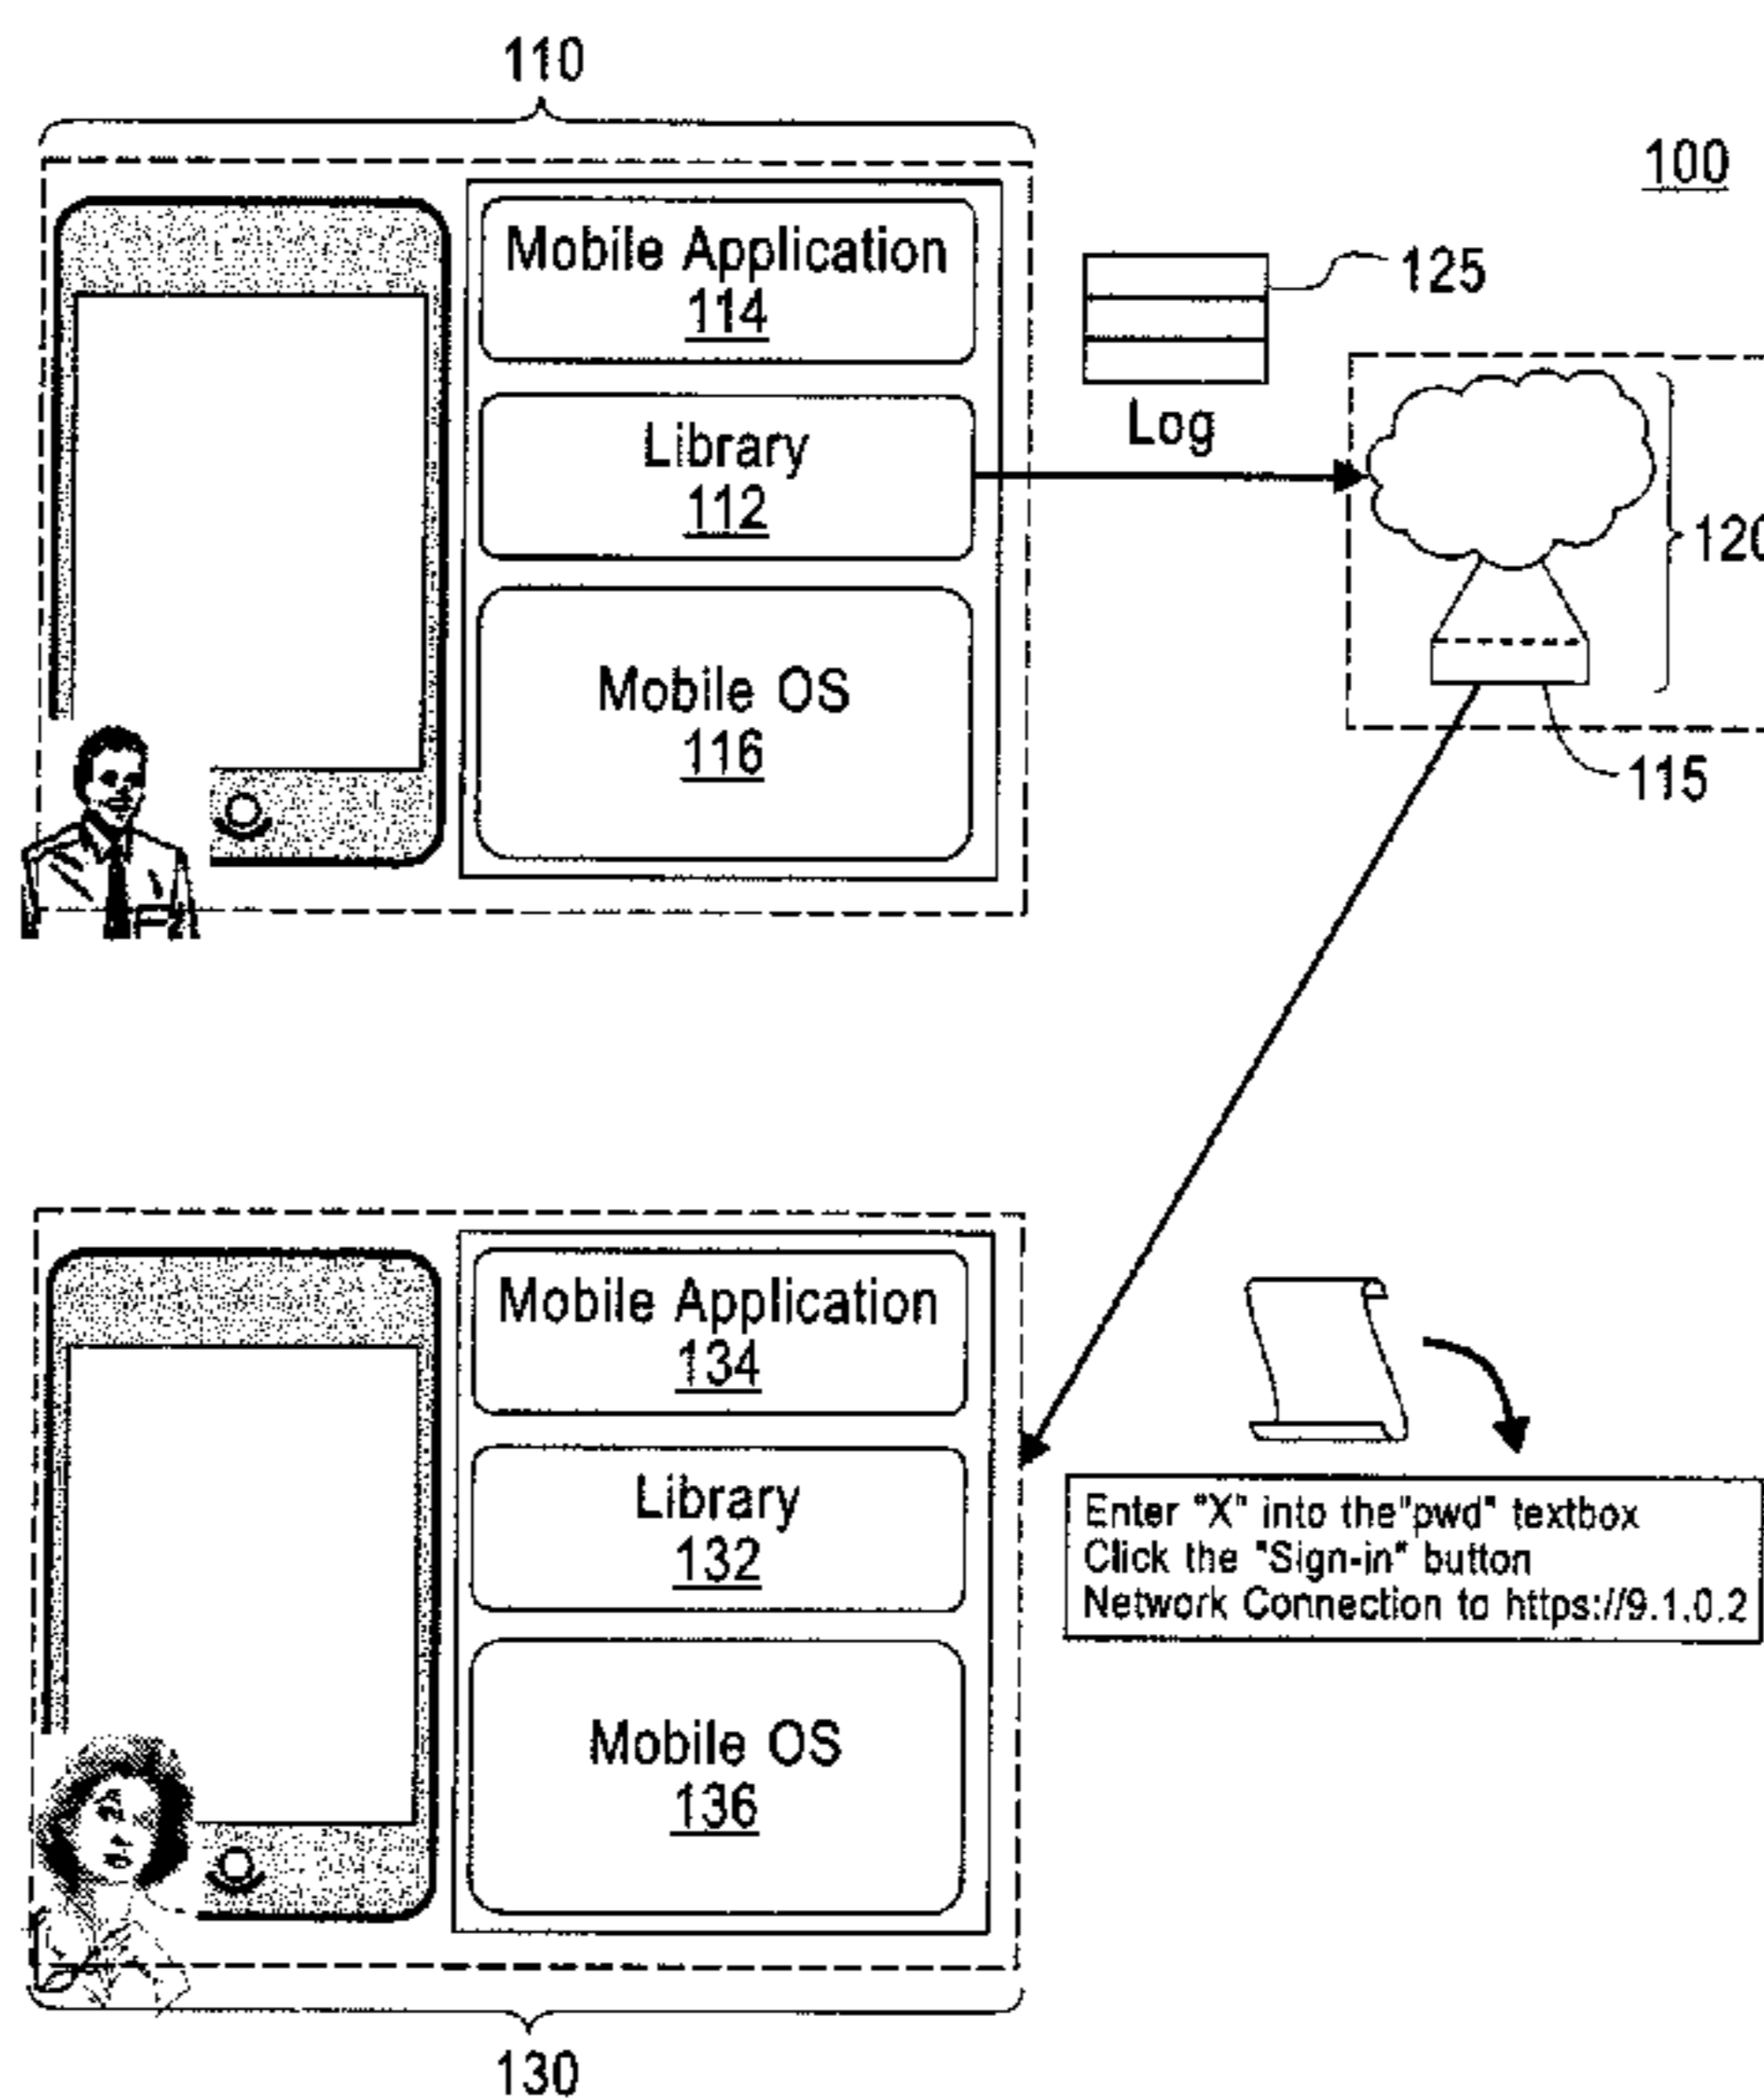 110
100
Mobile Application
114
125
Library
112
Log
120
Mobile OS
116
115
Mobile Application
134
Library
132
Enter "X" into the"pwd" textbox
Click the "Sign-in" button
Network Connection to https://9.1.0.2
Mobile OS
136
130